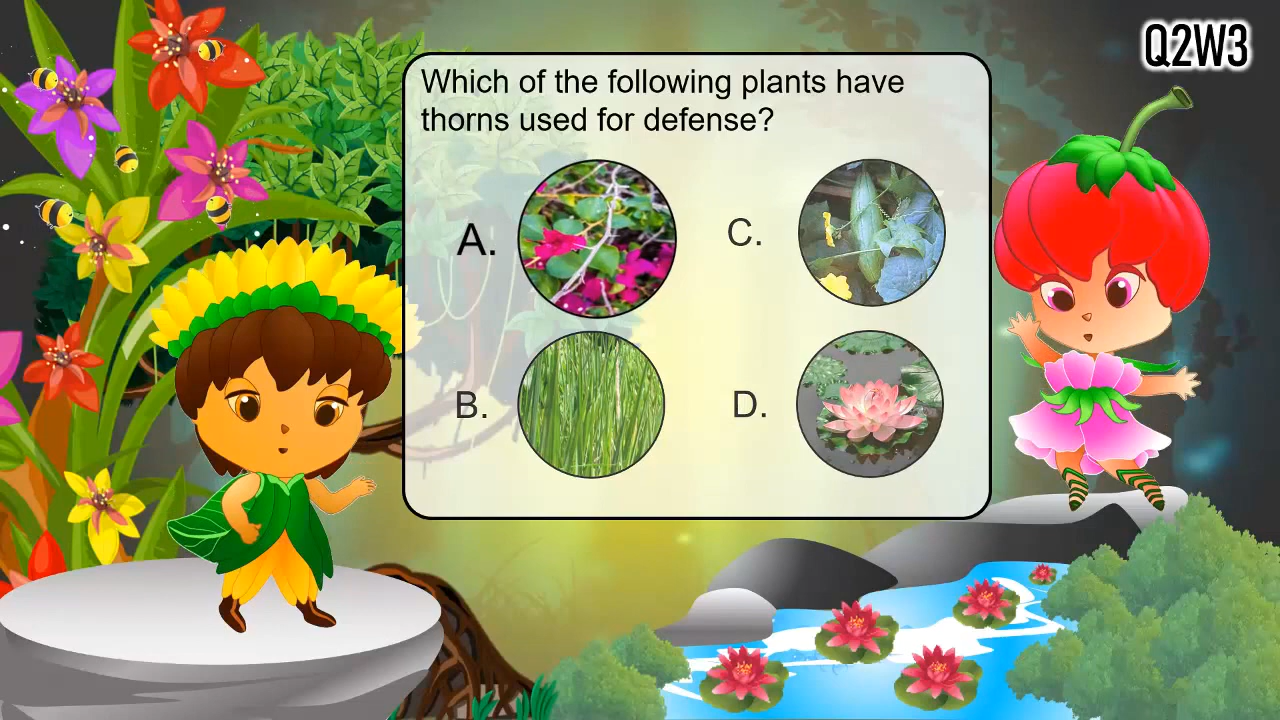 Q2W3
Which of the following plants have
thorns used for defense?
A.
B.
C.
D.